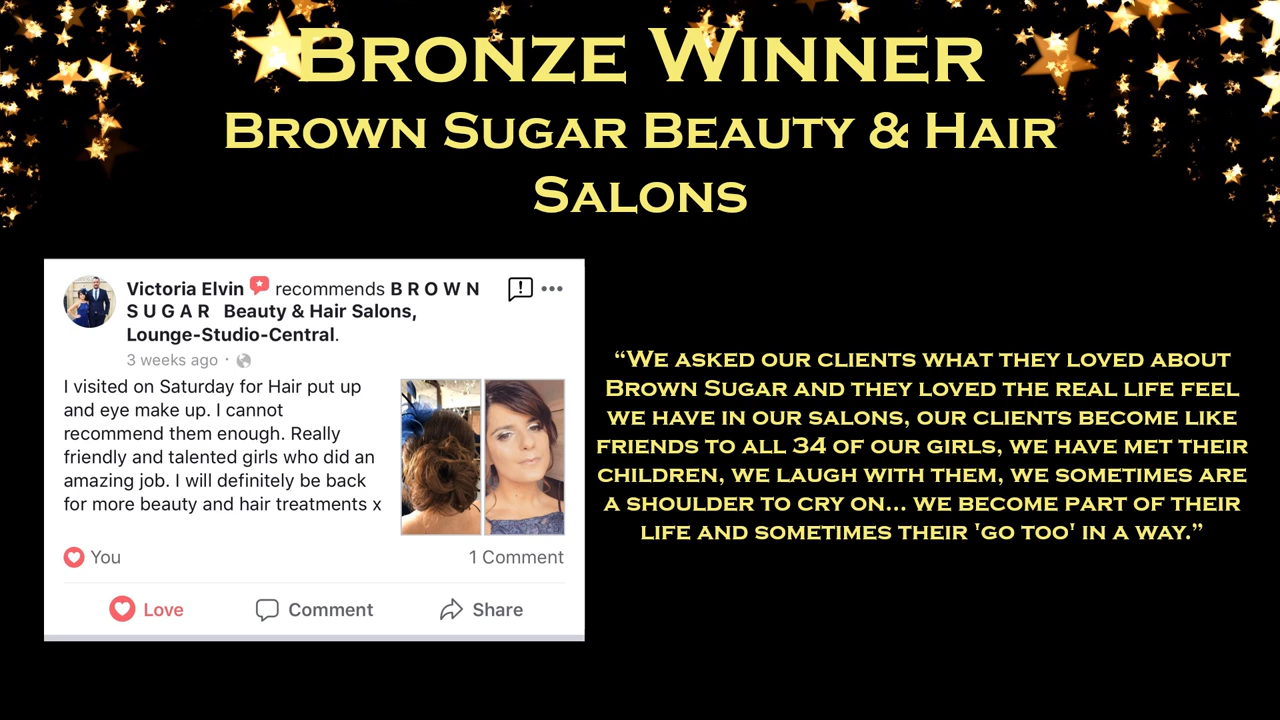 Bronze Winner
Brown Sugar Beauty & Hair
Salons
Victoria Elvin recommends B R O W N
S U G A R Beauty & Hair Salons,
Lounge-Studio-Central.
3 weeks ago ·
I visited on Saturday for Hair put up
and eye make up. I cannot
recommend them enough. Really
friendly and talented girls who did an
amazing job. I will definitely be back
for more beauty and hair treatments x
You
1 Comment
Love Comment Share
“We asked our clients what they loved about
Brown Sugar and they loved the real life feel
we have in our salons, our clients become like
friends to all 34 of our girls, we have met their
children, we laugh with them, we sometimes are
a shoulder to cry on... we become part of their
life and sometimes their 'go too' in a way.”